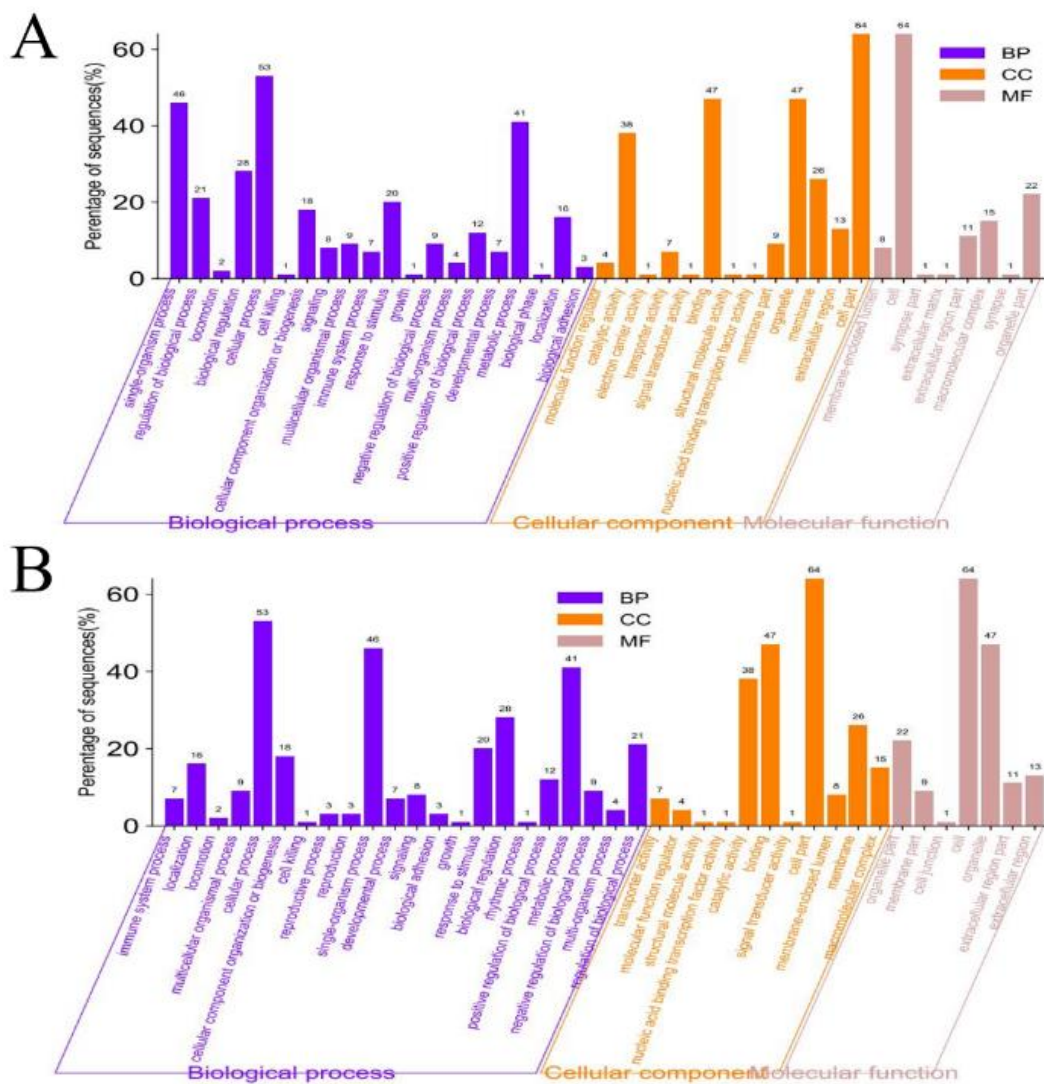 A
Perentage of sequences(%)
60
40
20
0
46
21
2
28
53
1
18
8
9
7
20
1
9
4
12
7
41
1
16
3
4
38
1
7
1
47
1
1
9
47
26
13
64
8
64
1
1
11
15
1
22
BP
CC
MF
single-organism process
regulation of biological process
locomotion
biological regulation
cellular process
cell killing
cellular component organization or biogenesis
signaling
multicellular organismal process
immune system process
response to stimulus
growth
negative regulation of biological process
multi-organism process
positive regulation of biological process
developmental process
metabolic process
biological phase
localization
biological adhesion
molecular function regulator
catalytic activity
electron carrier activity
transporter activity
signal transducer activity
binding
structural molecule activity
nucleic acid binding transcription factor activity
membrane part
organelle
membrane
extracellular region
cell part
membrane-enclosed lumen
cell
synapse part
extracellular matrix
extracellular region part
macromolecular complex
synapse
organelle part
Biological process
Cellular component
Molecular function
B
Perentage of sequences(%)
60
40
20
0
7
16
2
9
53
18
1
3
3
46
7
8
3
1
20
28
1
12
41
9
4
21
7
4
1
1
38
47
1
64
8
26
15
22
9
1
64
47
11
13
BP
CC
MF
immune system process
localization
locomotion
multicellular organismal process
cellular process
cellular component organization or biogenesis
cell killing
reproductive process
reproduction
single-organism process
developmental process
signaling
biological adhesion
growth
response to stimulus
biological regulation
rhythmic process
positive regulation of biological process
metabolic process
negative regulation of biological process
multi-organism process
regulation of biological process
transporter activity
molecular function regulator
structural molecule activity
nucleic acid binding transcription factor activity
catalytic activity
binding
signal transducer activity
cell part
membrane-enclosed lumen
membrane
macromolecular complex
organelle part
membrane part
cell junction
cell
organelle
extracellular region part
extracellular region
Biological process
Cellular component
Molecular function